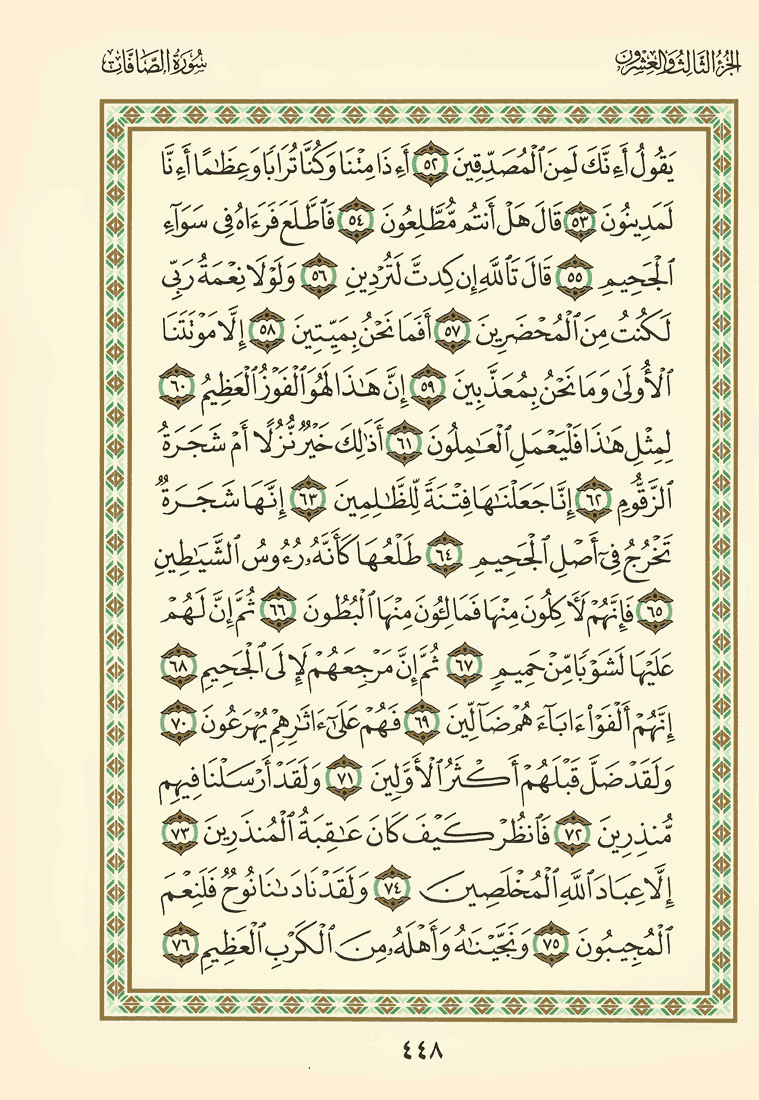 الجزء الثالث والعشرون
سورة الصافات
يَقُولُ أَءِنَّكَ لَمِنَ ٱلْمُصَدِّقِينَ ٥٢ أَءِذَا مِتْنَا وَكُنَّا تُرَابًا وَعِظَٰمًا أَءِنَّا
لَمَدِينُونَ ٥٣ قَالَ هَلْ أَنتُم مُّطَّلِعُونَ ٥٤ فَٱطَّلَعَ فَرَءَاهُ فِى سَوَآءِ
ٱلْجَحِيمِ ٥٥ قَالَ تَٱللَّهِ إِن كِدتَّ لَتُرْدِينِ ٥٦ وَلَوْلَا نِعْمَةُ رَبِّى
لَكُنتُ مِنَ ٱلْمُحْضَرِينَ ٥٧ أَفَمَا نَحْنُ بِمَيِّتِينَ ٥٨ إِلَّا مَوْتَتَنَا
ٱلْأُولَىٰ وَمَا نَحْنُ بِمُعَذَّبِينَ ٥٩ إِنَّ هَٰذَا لَهُوَ ٱلْفَوْزُ ٱلْعَظِيمُ ٦٠
لِمِثْلِ هَٰذَا فَلْيَعْمَلِ ٱلْعَٰمِلُونَ ٦١ أَذَٰلِكَ خَيْرٌ نُّزُلًا أَمْ شَجَرَةُ
ٱلزَّقُّومِ ٦٢ إِنَّا جَعَلْنَٰهَا فِتْنَةً لِّلظَّٰلِمِينَ ٦٣ إِنَّهَا شَجَرَةٌ
تَخْرُجُ فِىٓ أَصْلِ ٱلْجَحِيمِ ٦٤ طَلْعُهَا كَأَنَّهُۥ رُءُوسُ ٱلشَّيَٰطِينِ
٦٥ فَإِنَّهُمْ لَءَاكِلُونَ مِنْهَا فَمَالِـُٔونَ مِنْهَا ٱلْبُطُونَ ٦٦ ثُمَّ إِنَّ لَهُمْ
عَلَيْهَا لَشَوْبًا مِّنْ حَمِيمٍ ٦٧ ثُمَّ إِنَّ مَرْجِعَهُمْ لَإِلَى ٱلْجَحِيمِ ٦٨
إِنَّهُمْ أَلْفَوْا۟ ءَابَآءَهُمْ ضَآلِّينَ ٦٩ فَهُمْ عَلَىٰٓ ءَاثَٰرِهِمْ يُهْرَعُونَ ٧٠
وَلَقَدْ ضَلَّ قَبْلَهُمْ أَكْثَرُ ٱلْأَوَّلِينَ ٧١ وَلَقَدْ أَرْسَلْنَا فِيهِم
مُّنذِرِينَ ٧٢ فَٱنظُرْ كَيْفَ كَانَ عَٰقِبَةُ ٱلْمُنذَرِينَ ٧٣
إِلَّا عِبَادَ ٱللَّهِ ٱلْمُخْلَصِينَ ٧٤ وَلَقَدْ نَادَىٰنَا نُوحٌ فَلَنِعْمَ
ٱلْمُجِيبُونَ ٧٥ وَنَجَّيْنَٰهُ وَأَهْلَهُۥ مِنَ ٱلْكَرْبِ ٱلْعَظِيمِ ٧٦
٤٤٨